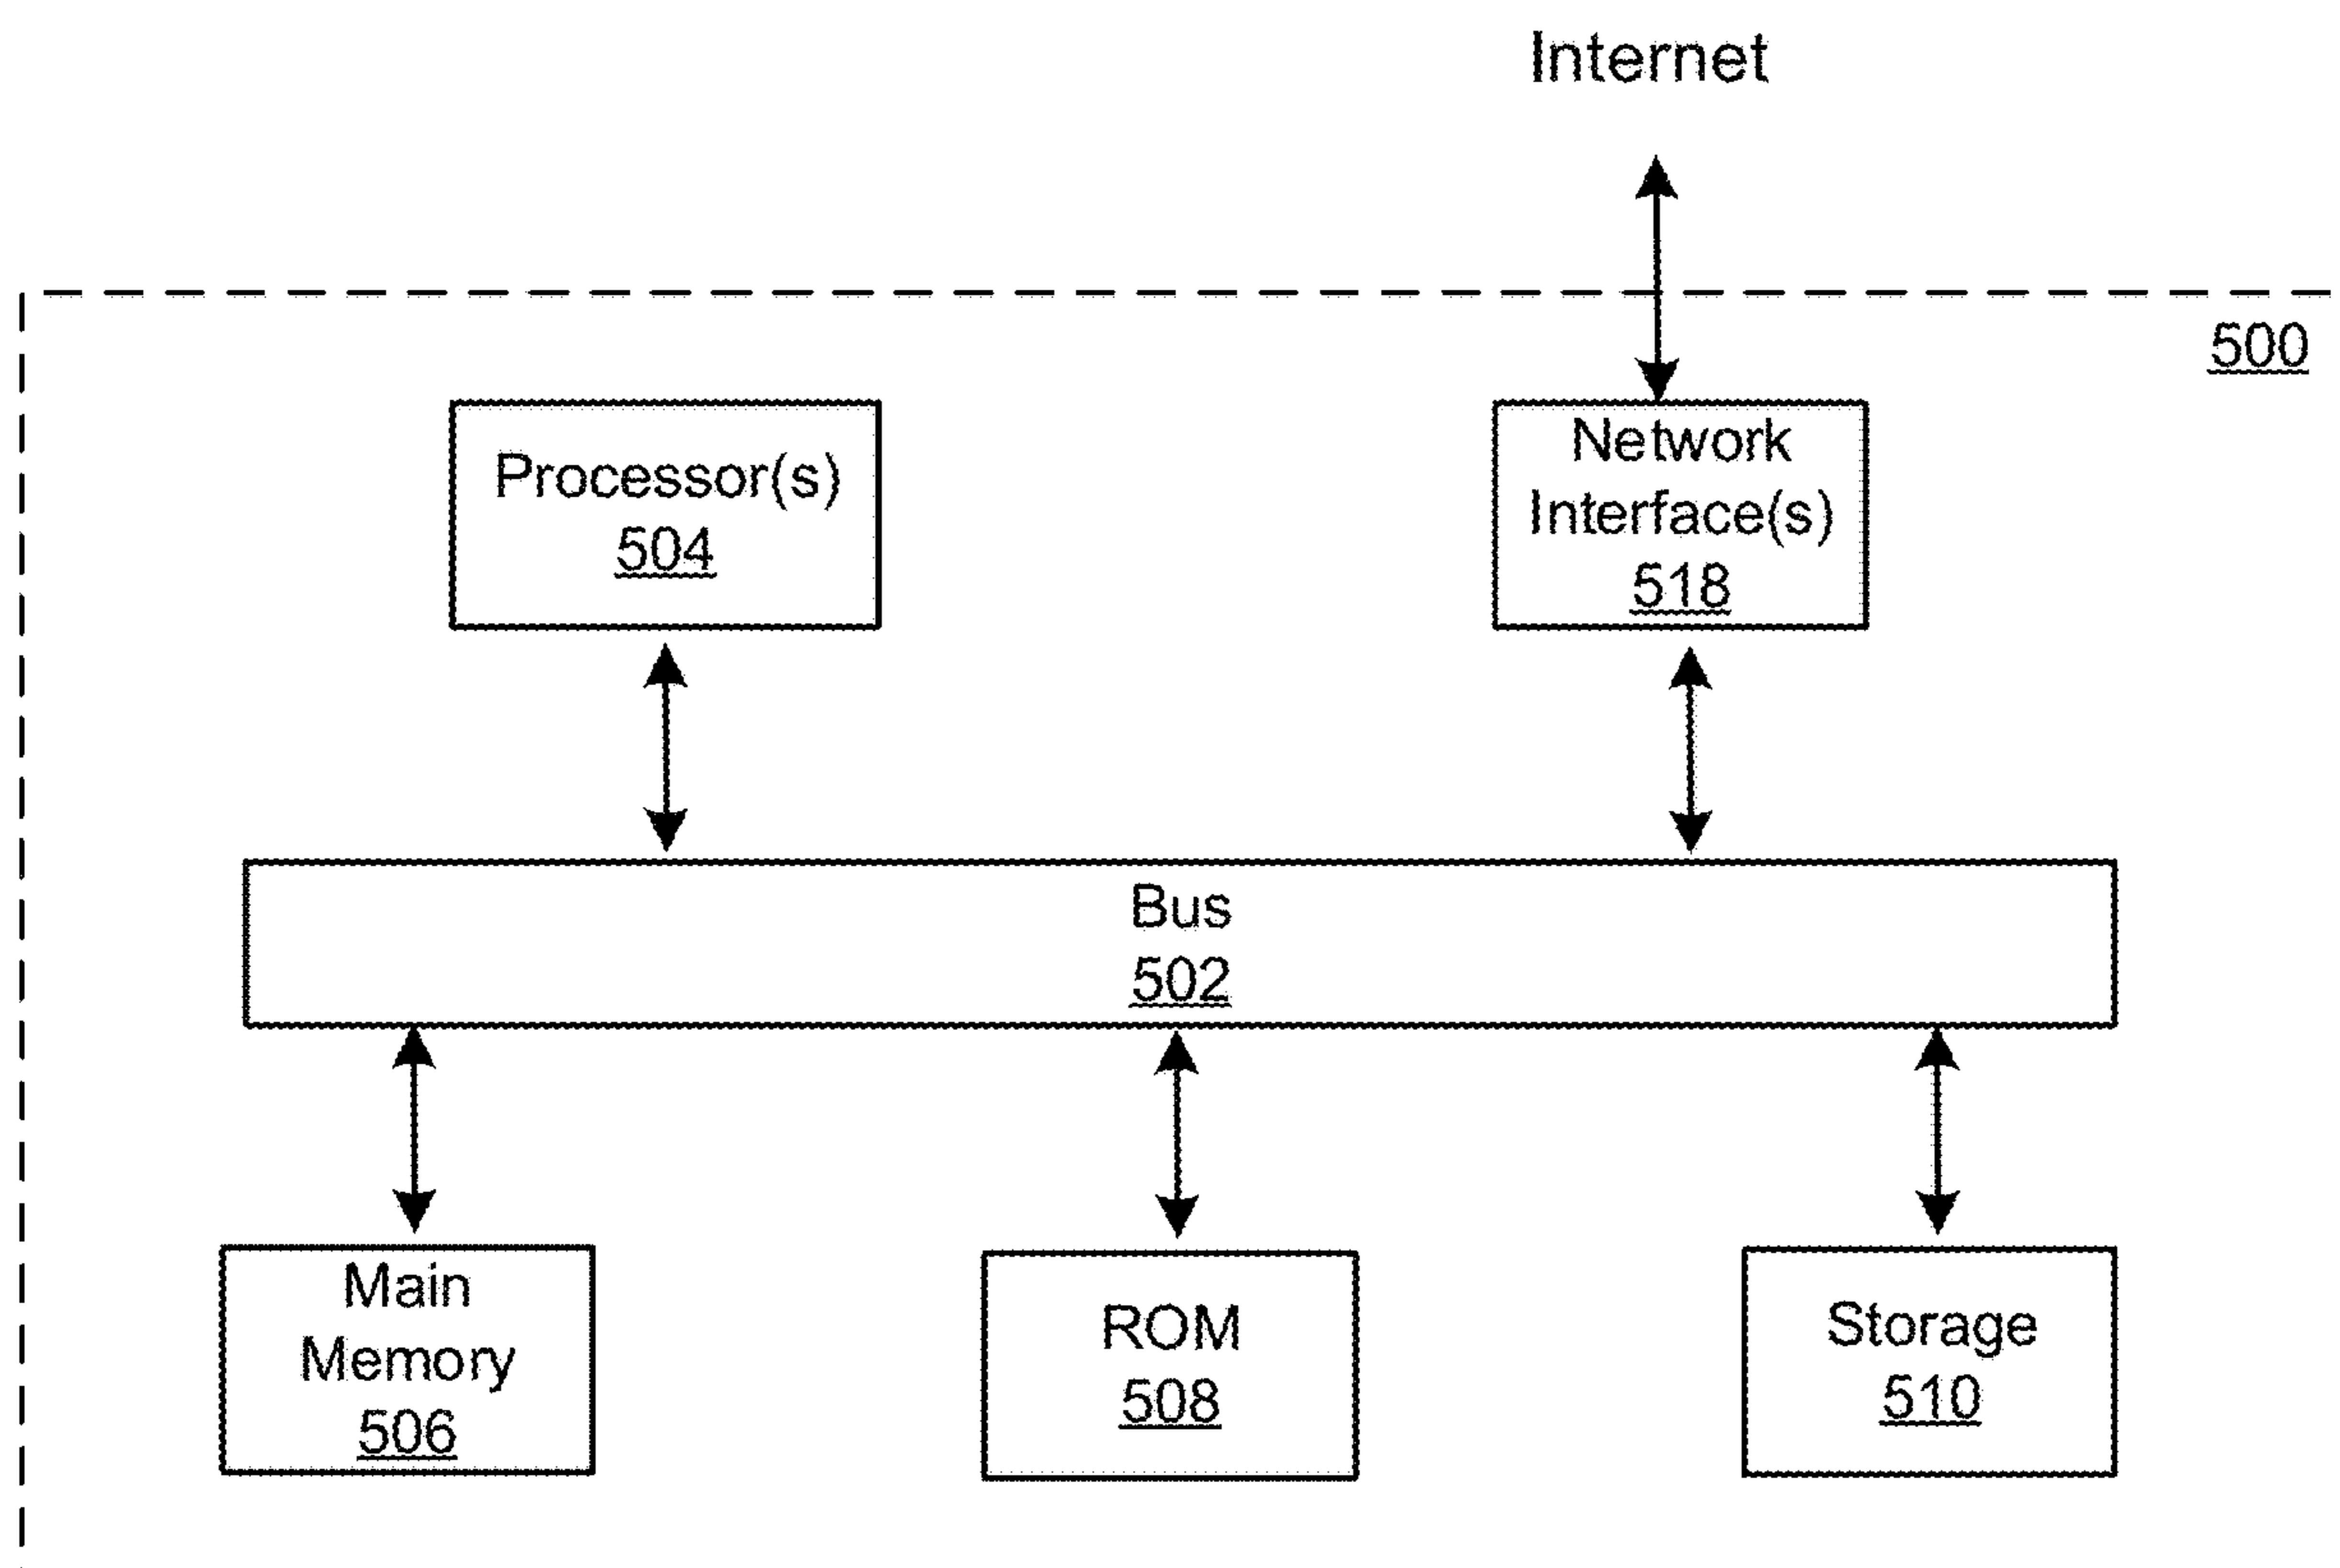 Internet
500
Processor(s)
504
Network
Interface(s)
518
Bus
502
Main
Memory
506
ROM
508
Storage
510